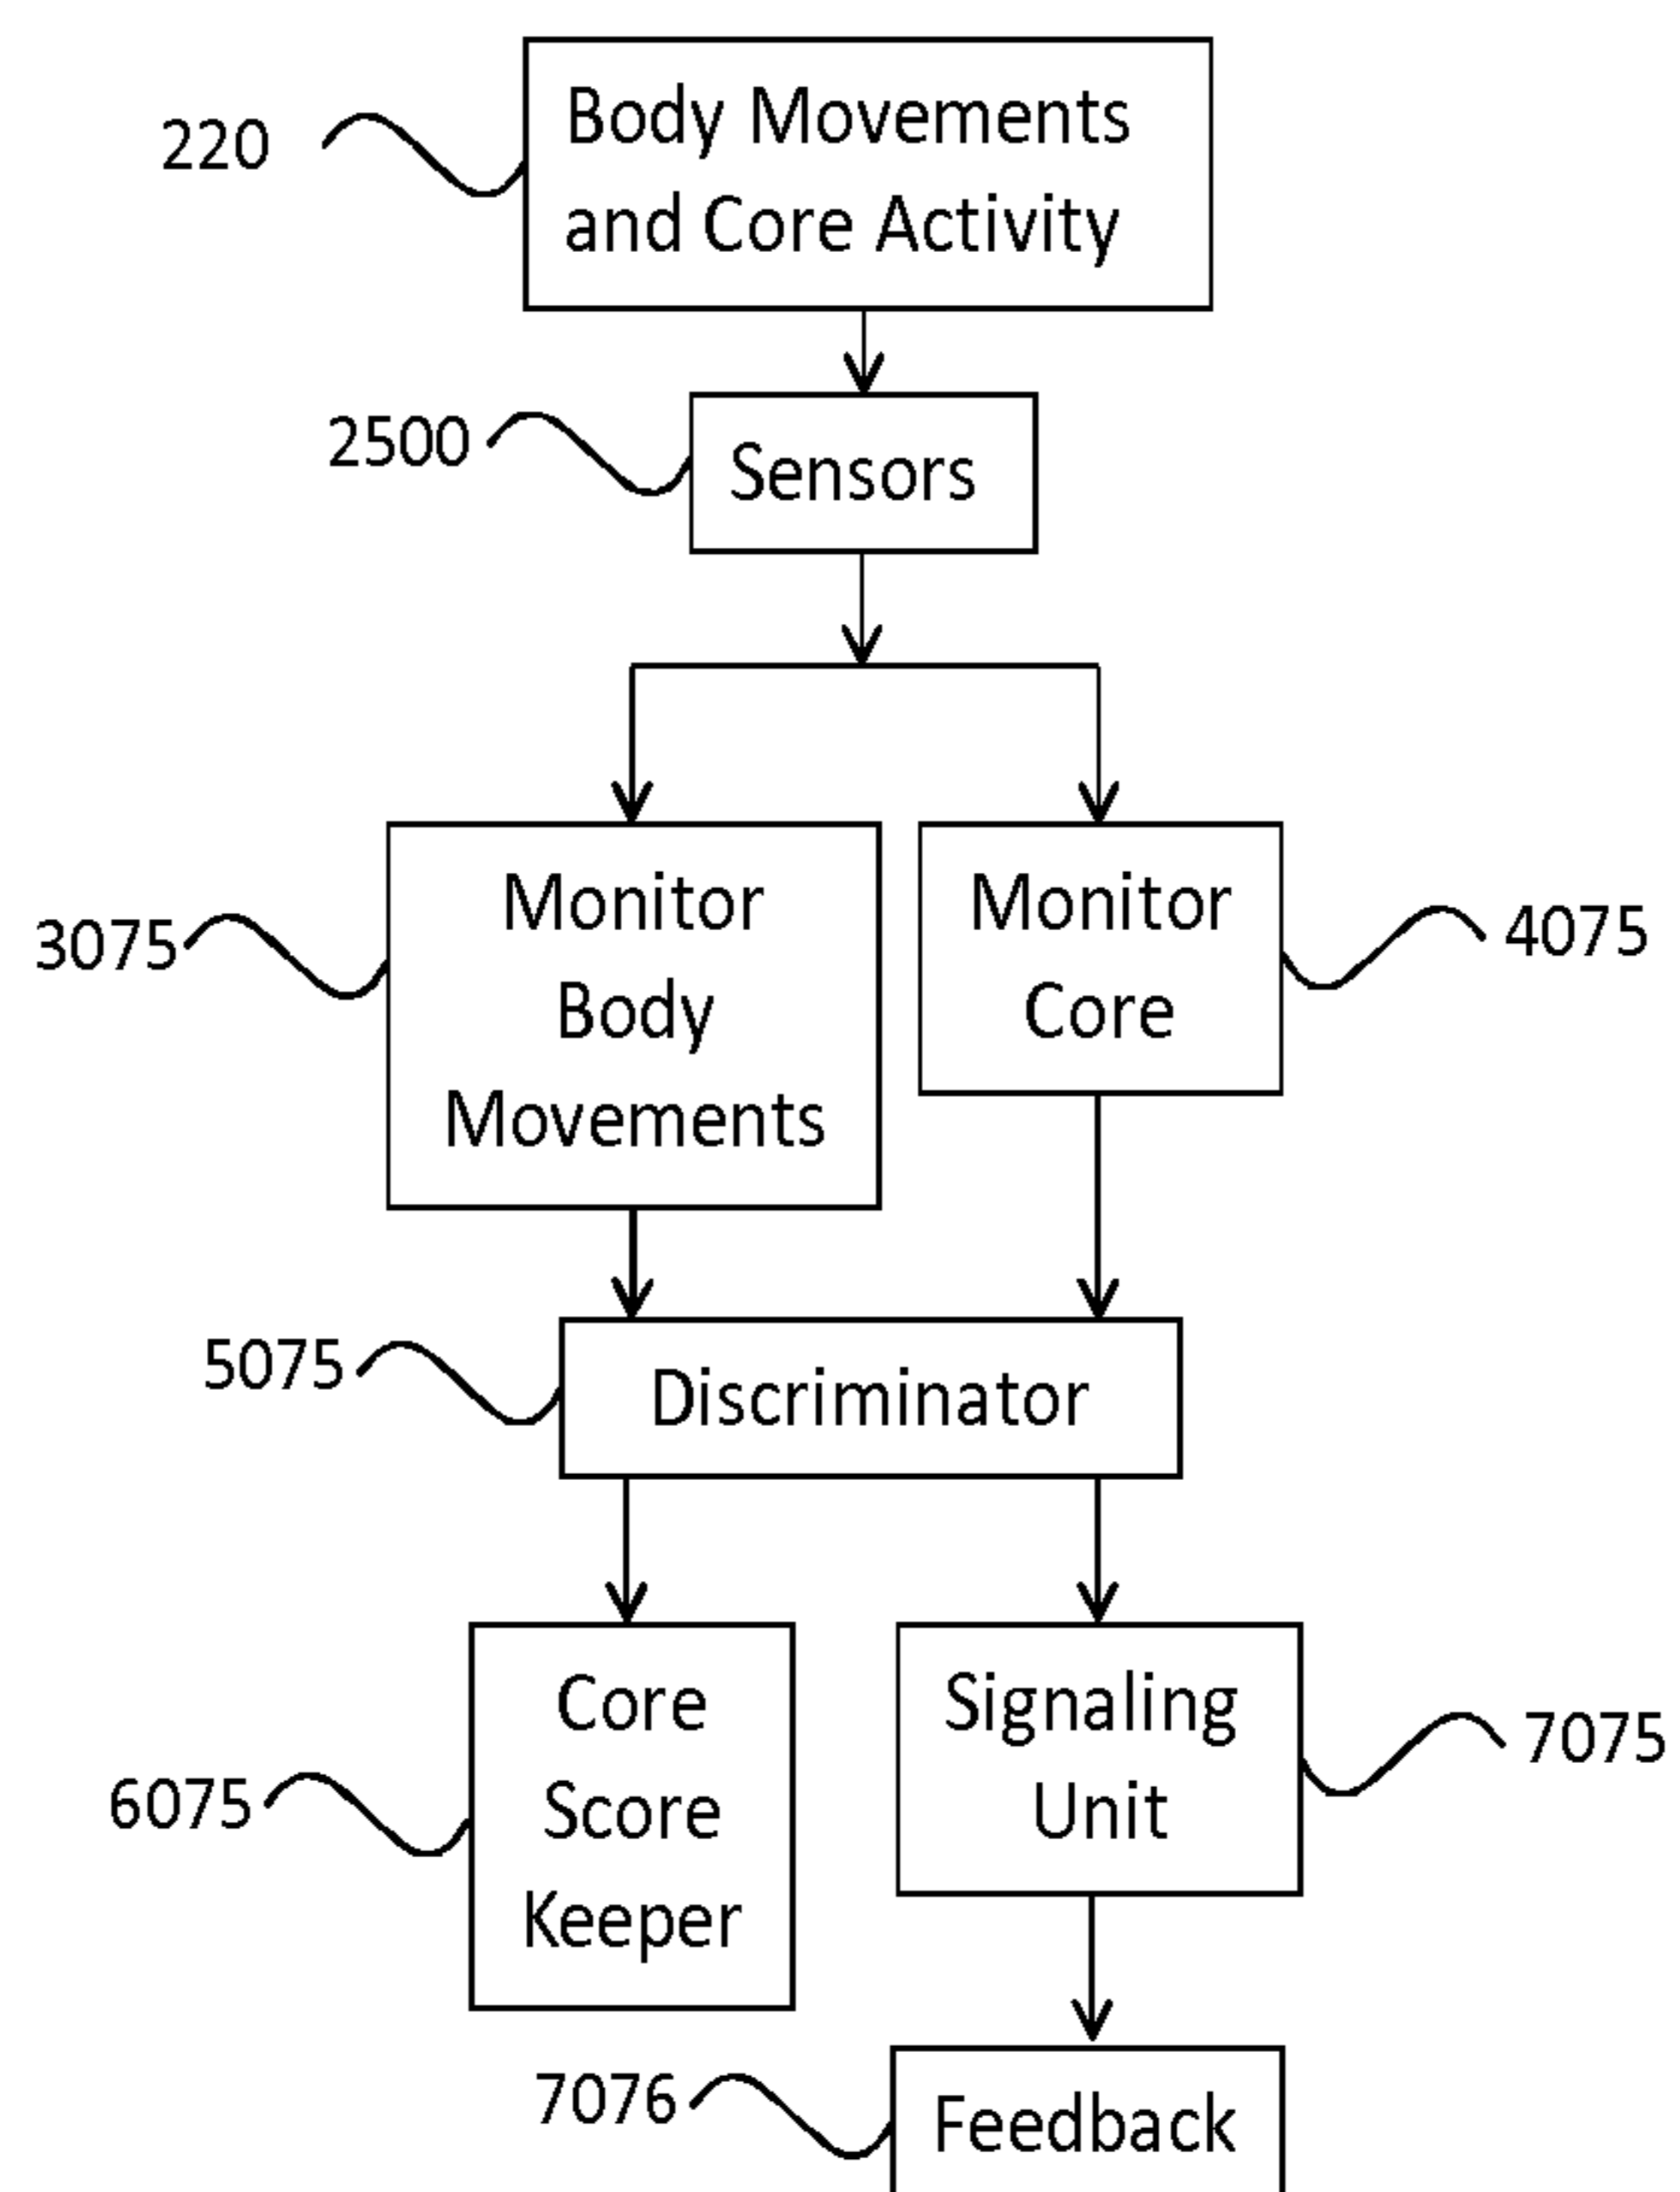 220
Body Movements
and Core Activity
2500
Sensors
3075
Monitor
Body
Movements
Monitor
Core
4075
5075
Discriminator
6075
Core
Score
Keeper
Signaling
Unit
7075
7076
Feedback